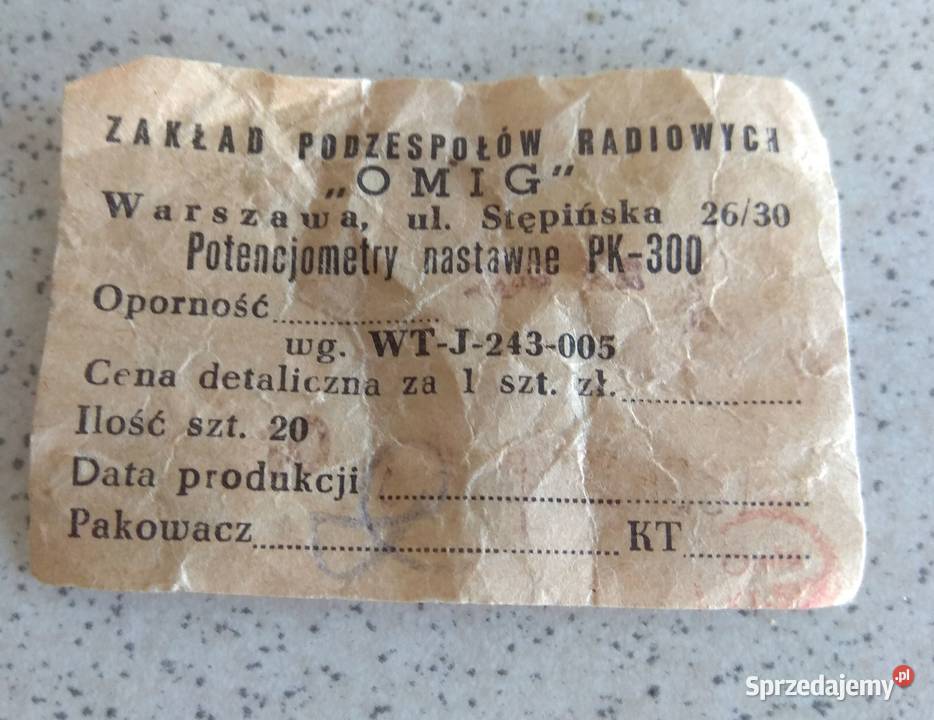 ZAKŁAD PODZESPOŁÓW RADIOWYCH
„OMIG"
Warszawa, ul. Stępińska 26/30
Potencjometry nastawne PK-300
Oporność....................
wg. WT-J-243-005
Cena detaliczna za 1 szt. zł.....................
Ilość szt. 20
Data produkcji ..................................................
Pakowacz.............................................KT...............
Sprzedajemy.pl